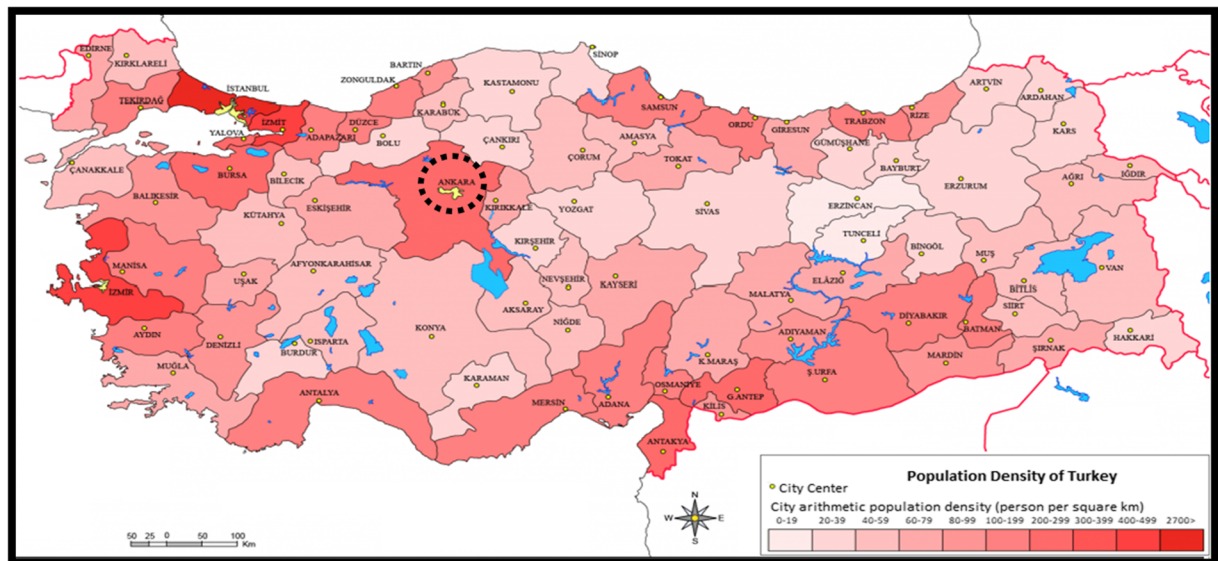 SİNOP
EDİRNE
KIRKLARELİ
BARTIN
ZONGULDAK
KASTAMONU
ARTVİN
ARDAHAN
İSTANBUL
TEKİRDAĞ
KARABÜK
SAMSUN
RİZE
TRABZON
ORDU
GİRESUN
KARS
İZMİT
DÜZCE
ADAPAZARI
YALOVA
BOLU
ÇANKIRI
AMASYA
GÜMÜŞHANE
ÇORUM
TOKAT
BAYBURT
ÇANAKKALE
BURSA
BİLECİK
ANKARA
IĞDIR
AĞRI
ERZURUM
BALIKESİR
ESKİŞEHİR
KIRIKKALE
YOZGAT
SİVAS
ERZİNCAN
KÜTAHYA
KIRŞEHİR
TUNCELİ
BİNGÖL
MUŞ
MANİSA
UŞAK
AFYONKARAHİSAR
NEVŞEHİR
KAYSERİ
ELÂZIĞ
VAN
BİTLİS
İZMİR
AKSARAY
MALATYA
SİİRT
NİĞDE
DİYABAKIR
BATMAN
AYDIN
DENİZLİ
KONYA
ADIYAMAN
ISPARTA
BURDUR
HAKKARİ
ŞIRNAK
MUĞLA
K.MARAŞ
MARDİN
KARAMAN
Ş.URFA
OSMANİYE
G.ANTEP
ANTALYA
MERSİN
ADANA
KİLİS
ANTAKYA
Population Density of Turkey
City Center
City arithmetic population density (person per square km)
0-19 20-39 40-59 60-79 80-99 100-199 200-299 300-399 400-499 2700>
N
W E
S
50 25 0 50 100
Km